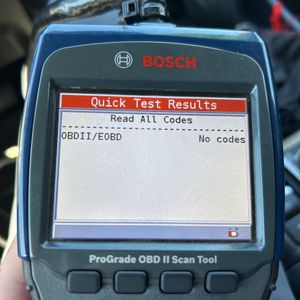 BOSCH
Quick Test Results
Read All Codes
OBDII/EOBD No codes
ProGrade OBD II Scan Tool